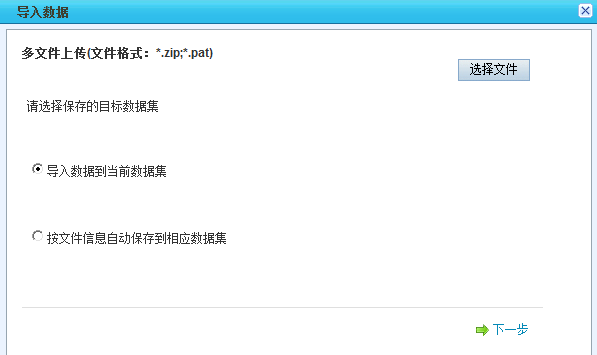 导入数据
多文件上传(文件格式：*.zip;*.pat)
选择文件
请选择保存的目标数据集
导入数据到当前数据集
按文件信息自动保存到相应数据集
下一步